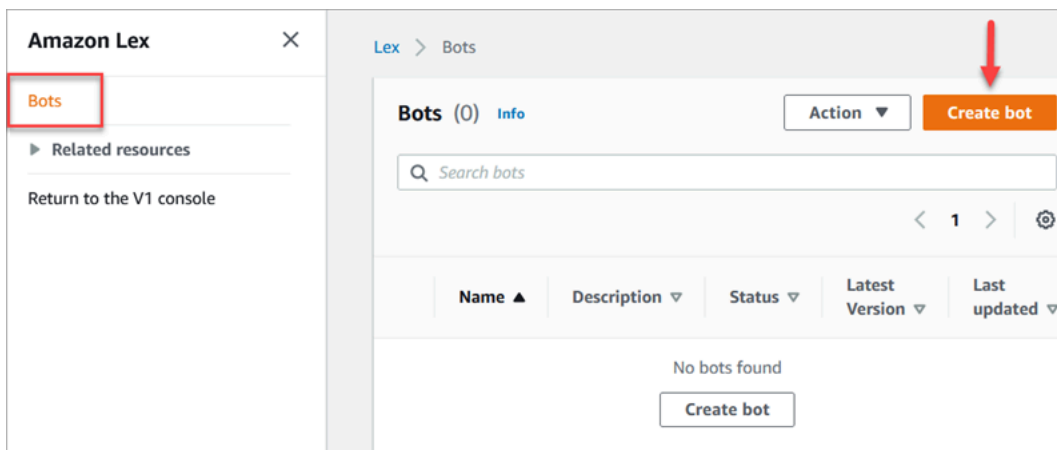 Amazon Lex
Bots
Related resources
Return to the V1 console
Lex > Bots
Bots (0) Info
Action
Create bot
Search bots
1
Name
Description
Status
Latest
Version
Last
updated
No bots found
Create bot